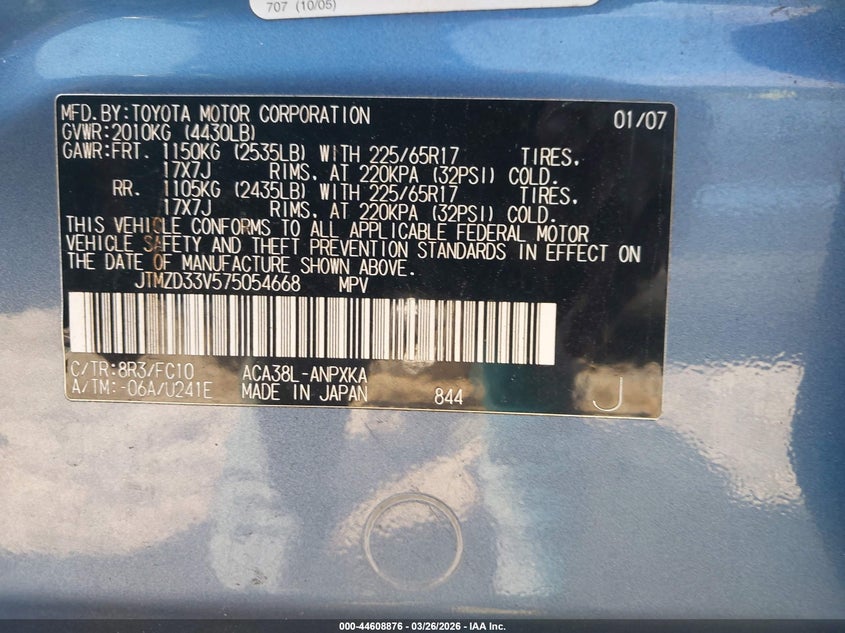 707 (10/05)
MFD.BY:TOYOTA MOTOR CORPORATION 01/07
GVWR:2010KG (4430LB)
GAWR:FRT. 1150KG (2535LB) WITH 225/65R17 TIRES,
17X7J RIMS, AT 220KPA (32PSI) COLD.
RR. 1105KG (2435LB) WITH 225/65R17 TIRES,
17X7J RIMS, AT 220KPA (32PSI) COLD.
THIS VEHICLE CONFORMS TO ALL APPLICABLE FEDERAL MOTOR
VEHICLE SAFETY AND THEFT PREVENTION STANDARDS IN EFFECT ON
THE DATE OF MANUFACTURE SHOWN ABOVE.
JTMZD33V575054668 MPV
C/TR:8R3/FC10 ACA38L-ANPXKA
A/TM:-06A/U241E MADE IN JAPAN 844 J
000-44608876 / 03/26/2026 - IAA Inc.